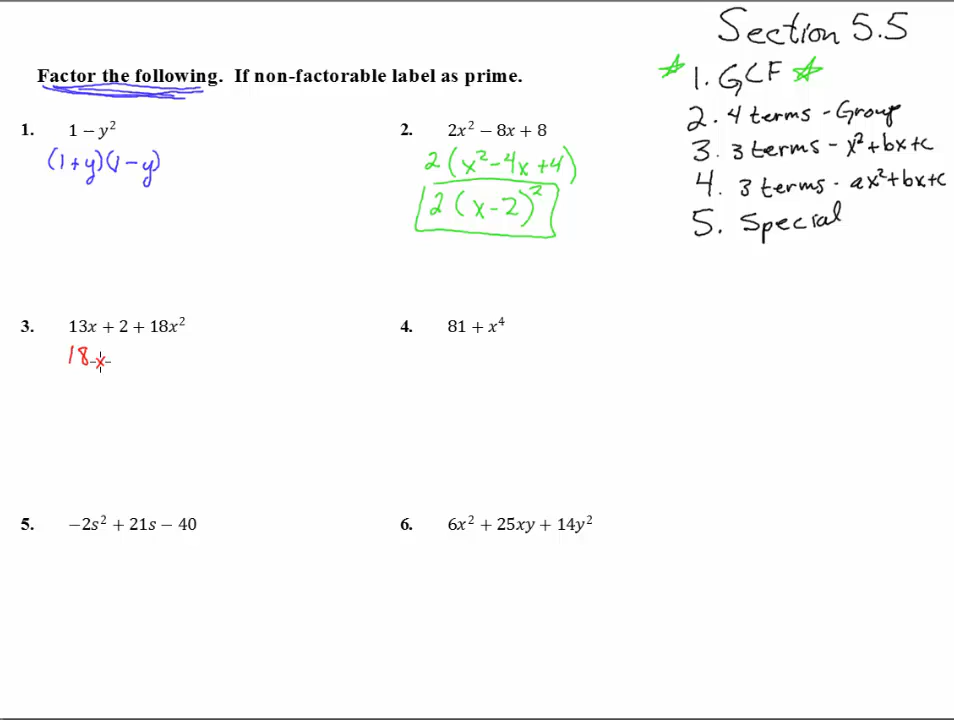 Section 5.5
Factor the following. If non-factorable label as prime.
1. GCF
2. 4 terms - Group
3. 3 terms - x²+bx+c
4. 3 terms - ax²+bx+c
5. Special
1. 1 − y²
(1+y)(1−y)
2. 2x² − 8x + 8
2(x²−4x+4)
2(x−2)²
3. 13x + 2 + 18x²
18x
4. 81 + x⁴
5. −2s² + 21s − 40
6. 6x² + 25xy + 14y²